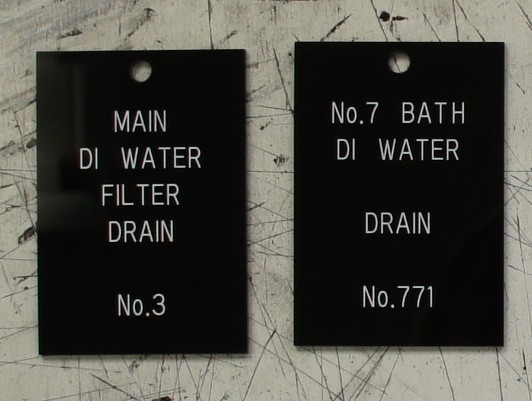 MAIN
DI WATER
FILTER
DRAIN
No.3
No.7 BATH
DI WATER
DRAIN
No.771